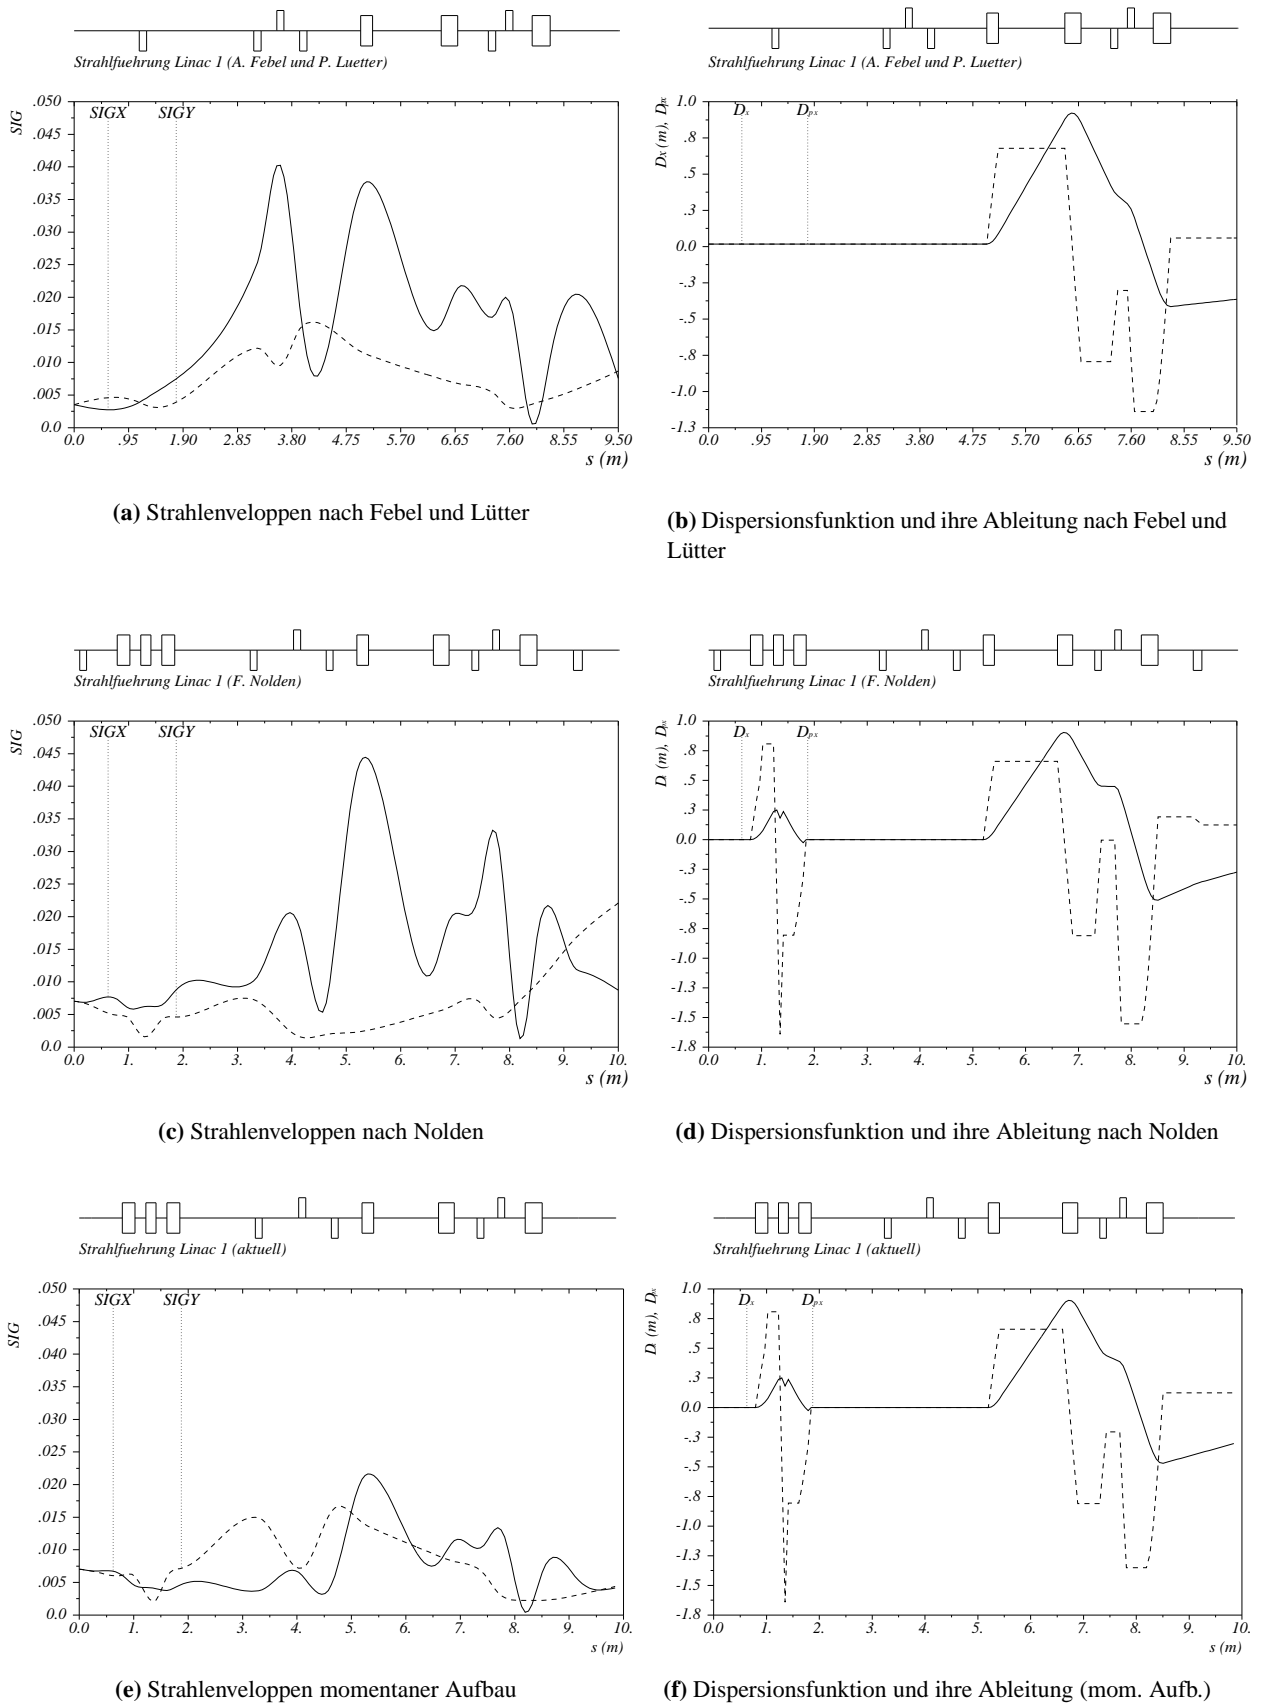 Strahlfuehrung Linac 1 (A. Febel und P. Luetter)
SIG
SIGX SIGY
.050
.045
.040
.035
.030
.025
.020
.015
.010
.005
0.0
0.0 .95 1.90 2.85 3.80 4.75 5.70 6.65 7.60 8.55 9.50
s (m)
(a) Strahlenveloppen nach Febel und Lütter
Strahlfuehrung Linac 1 (A. Febel und P. Luetter)
Dx (m), Dpx
Dx Dpx
1.0
.8
.5
.3
0.0
-.3
-.5
-.8
-1.0
-1.3
0.0 .95 1.90 2.85 3.80 4.75 5.70 6.65 7.60 8.55 9.50
s (m)
(b) Dispersionsfunktion und ihre Ableitung nach Febel und
Lütter
Strahlfuehrung Linac 1 (F. Nolden)
SIG
SIGX SIGY
.050
.045
.040
.035
.030
.025
.020
.015
.010
.005
0.0
0. 1. 2. 3. 4. 5. 6. 7. 8. 9. 10.
s (m)
(c) Strahlenveloppen nach Nolden
Strahlfuehrung Linac 1 (F. Nolden)
D (m), Dpx
Dx Dpx
1.0
.8
.5
.3
0.0
-.3
-.5
-.8
-1.0
-1.3
-1.5
-1.8
0.0 1. 2. 3. 4. 5. 6. 7. 8. 9. 10.
s (m)
(d) Dispersionsfunktion und ihre Ableitung nach Nolden
Strahlfuehrung Linac 1 (aktuell)
SIG
SIGX SIGY
.050
.045
.040
.035
.030
.025
.020
.015
.010
.005
0.0
0. 1. 2. 3. 4. 5. 6. 7. 8. 9. 10.
s (m)
(e) Strahlenveloppen momentaner Aufbau
Strahlfuehrung Linac 1 (aktuell)
D (m), Dpx
Dx Dpx
1.0
.8
.5
.3
0.0
-.3
-.5
-.8
-1.0
-1.3
-1.5
-1.8
0.0 1. 2. 3. 4. 5. 6. 7. 8. 9. 10.
s (m)
(f) Dispersionsfunktion und ihre Ableitung (mom. Aufb.)